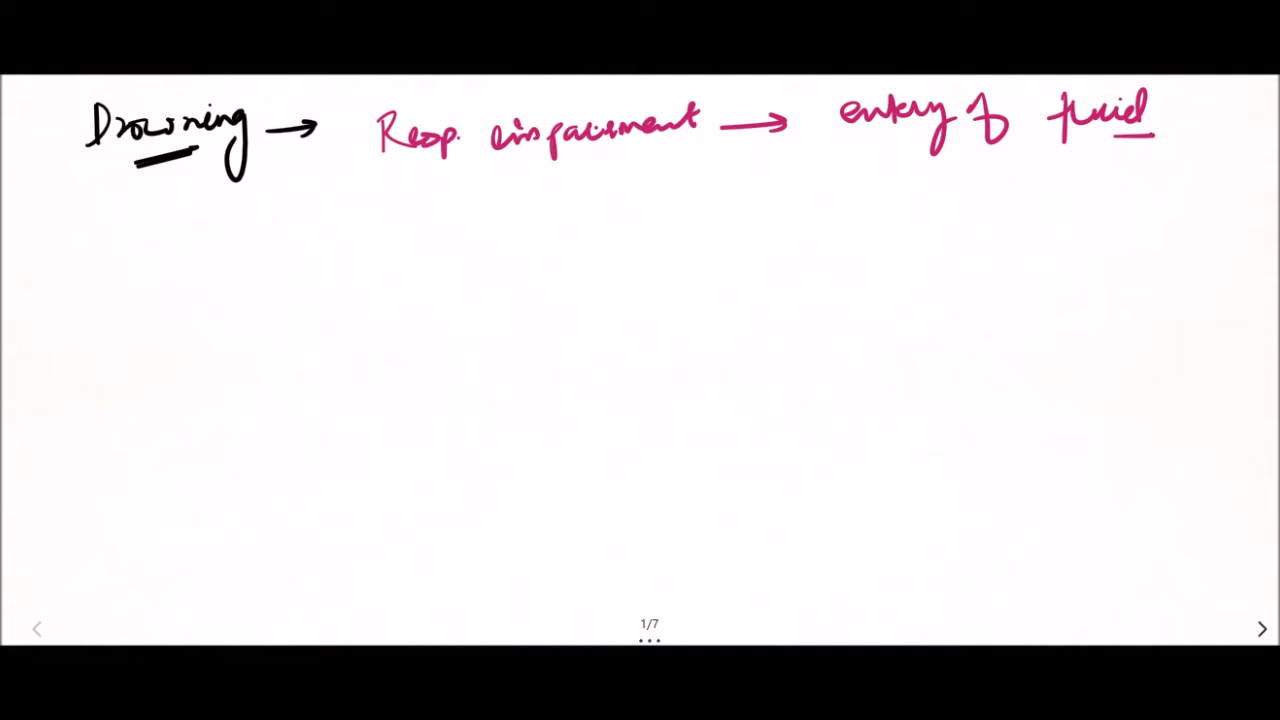 Drowning → Resp. impairment → entry of fluid
1/7